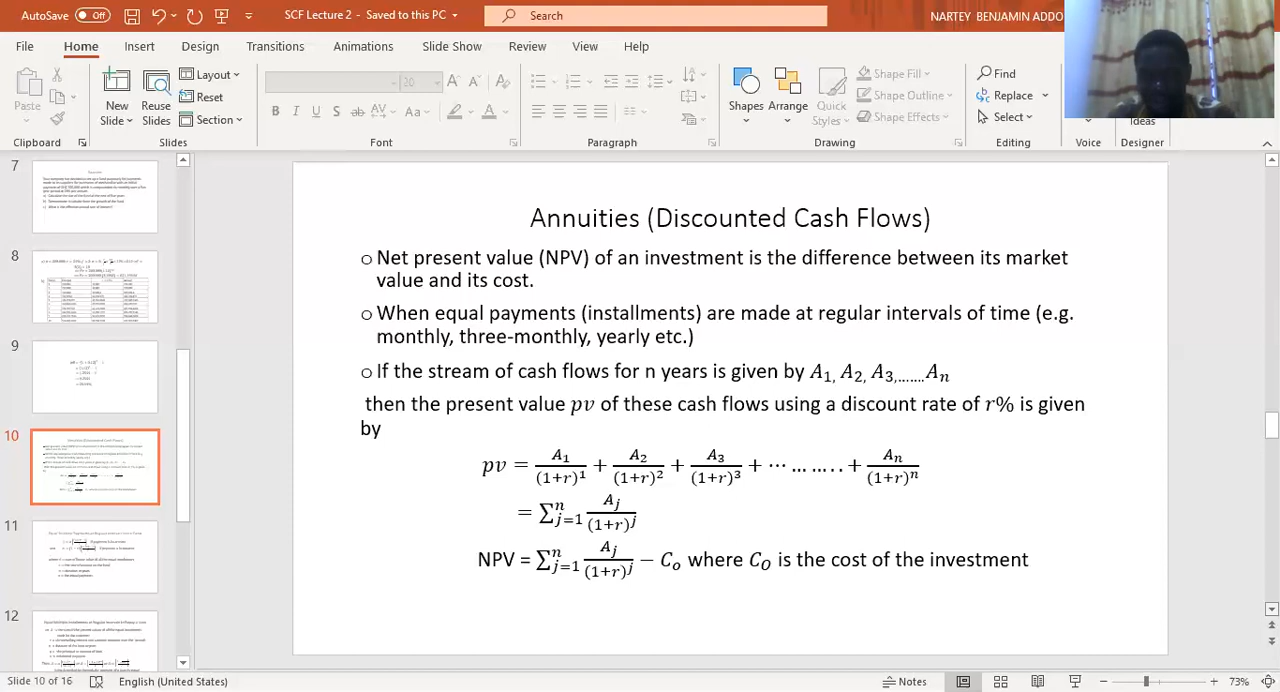 AutoSave Off SCF Lecture 2 - Saved to this PC Search NARTEY BENJAMIN ADDO
File Home Insert Design Transitions Animations Slide Show Review View Help
Paste New Slide Reuse Slides Layout Reset Section 20 Shapes Arrange Quick Styles Shape Fill Shape Outline Shape Effects Find Replace Select Ideas
Clipboard Slides Font Paragraph Drawing Editing Voice Designer
7
8
9
10
11
12
Annuities (Discounted Cash Flows)
o Net present value (NPV) of an investment is the difference between its market
value and its cost.
o When equal payments (installments) are made at regular intervals of time (e.g.
monthly, three-monthly, yearly etc.)
o If the stream of cash flows for n years is given by A₁, A₂, A₃,.......Aₙ
then the present value pv of these cash flows using a discount rate of r% is given
by
pv = A₁/(1+r)¹ + A₂/(1+r)² + A₃/(1+r)³ + ⋯ … … . . + Aₙ/(1+r)ⁿ
= ∑ⁿⱼ₌₁ Aⱼ/(1+r)ʲ
NPV = ∑ⁿⱼ₌₁ Aⱼ/(1+r)ʲ − Cₒ where C_O is the cost of the investment
Slide 10 of 16 English (United States) Notes 73%